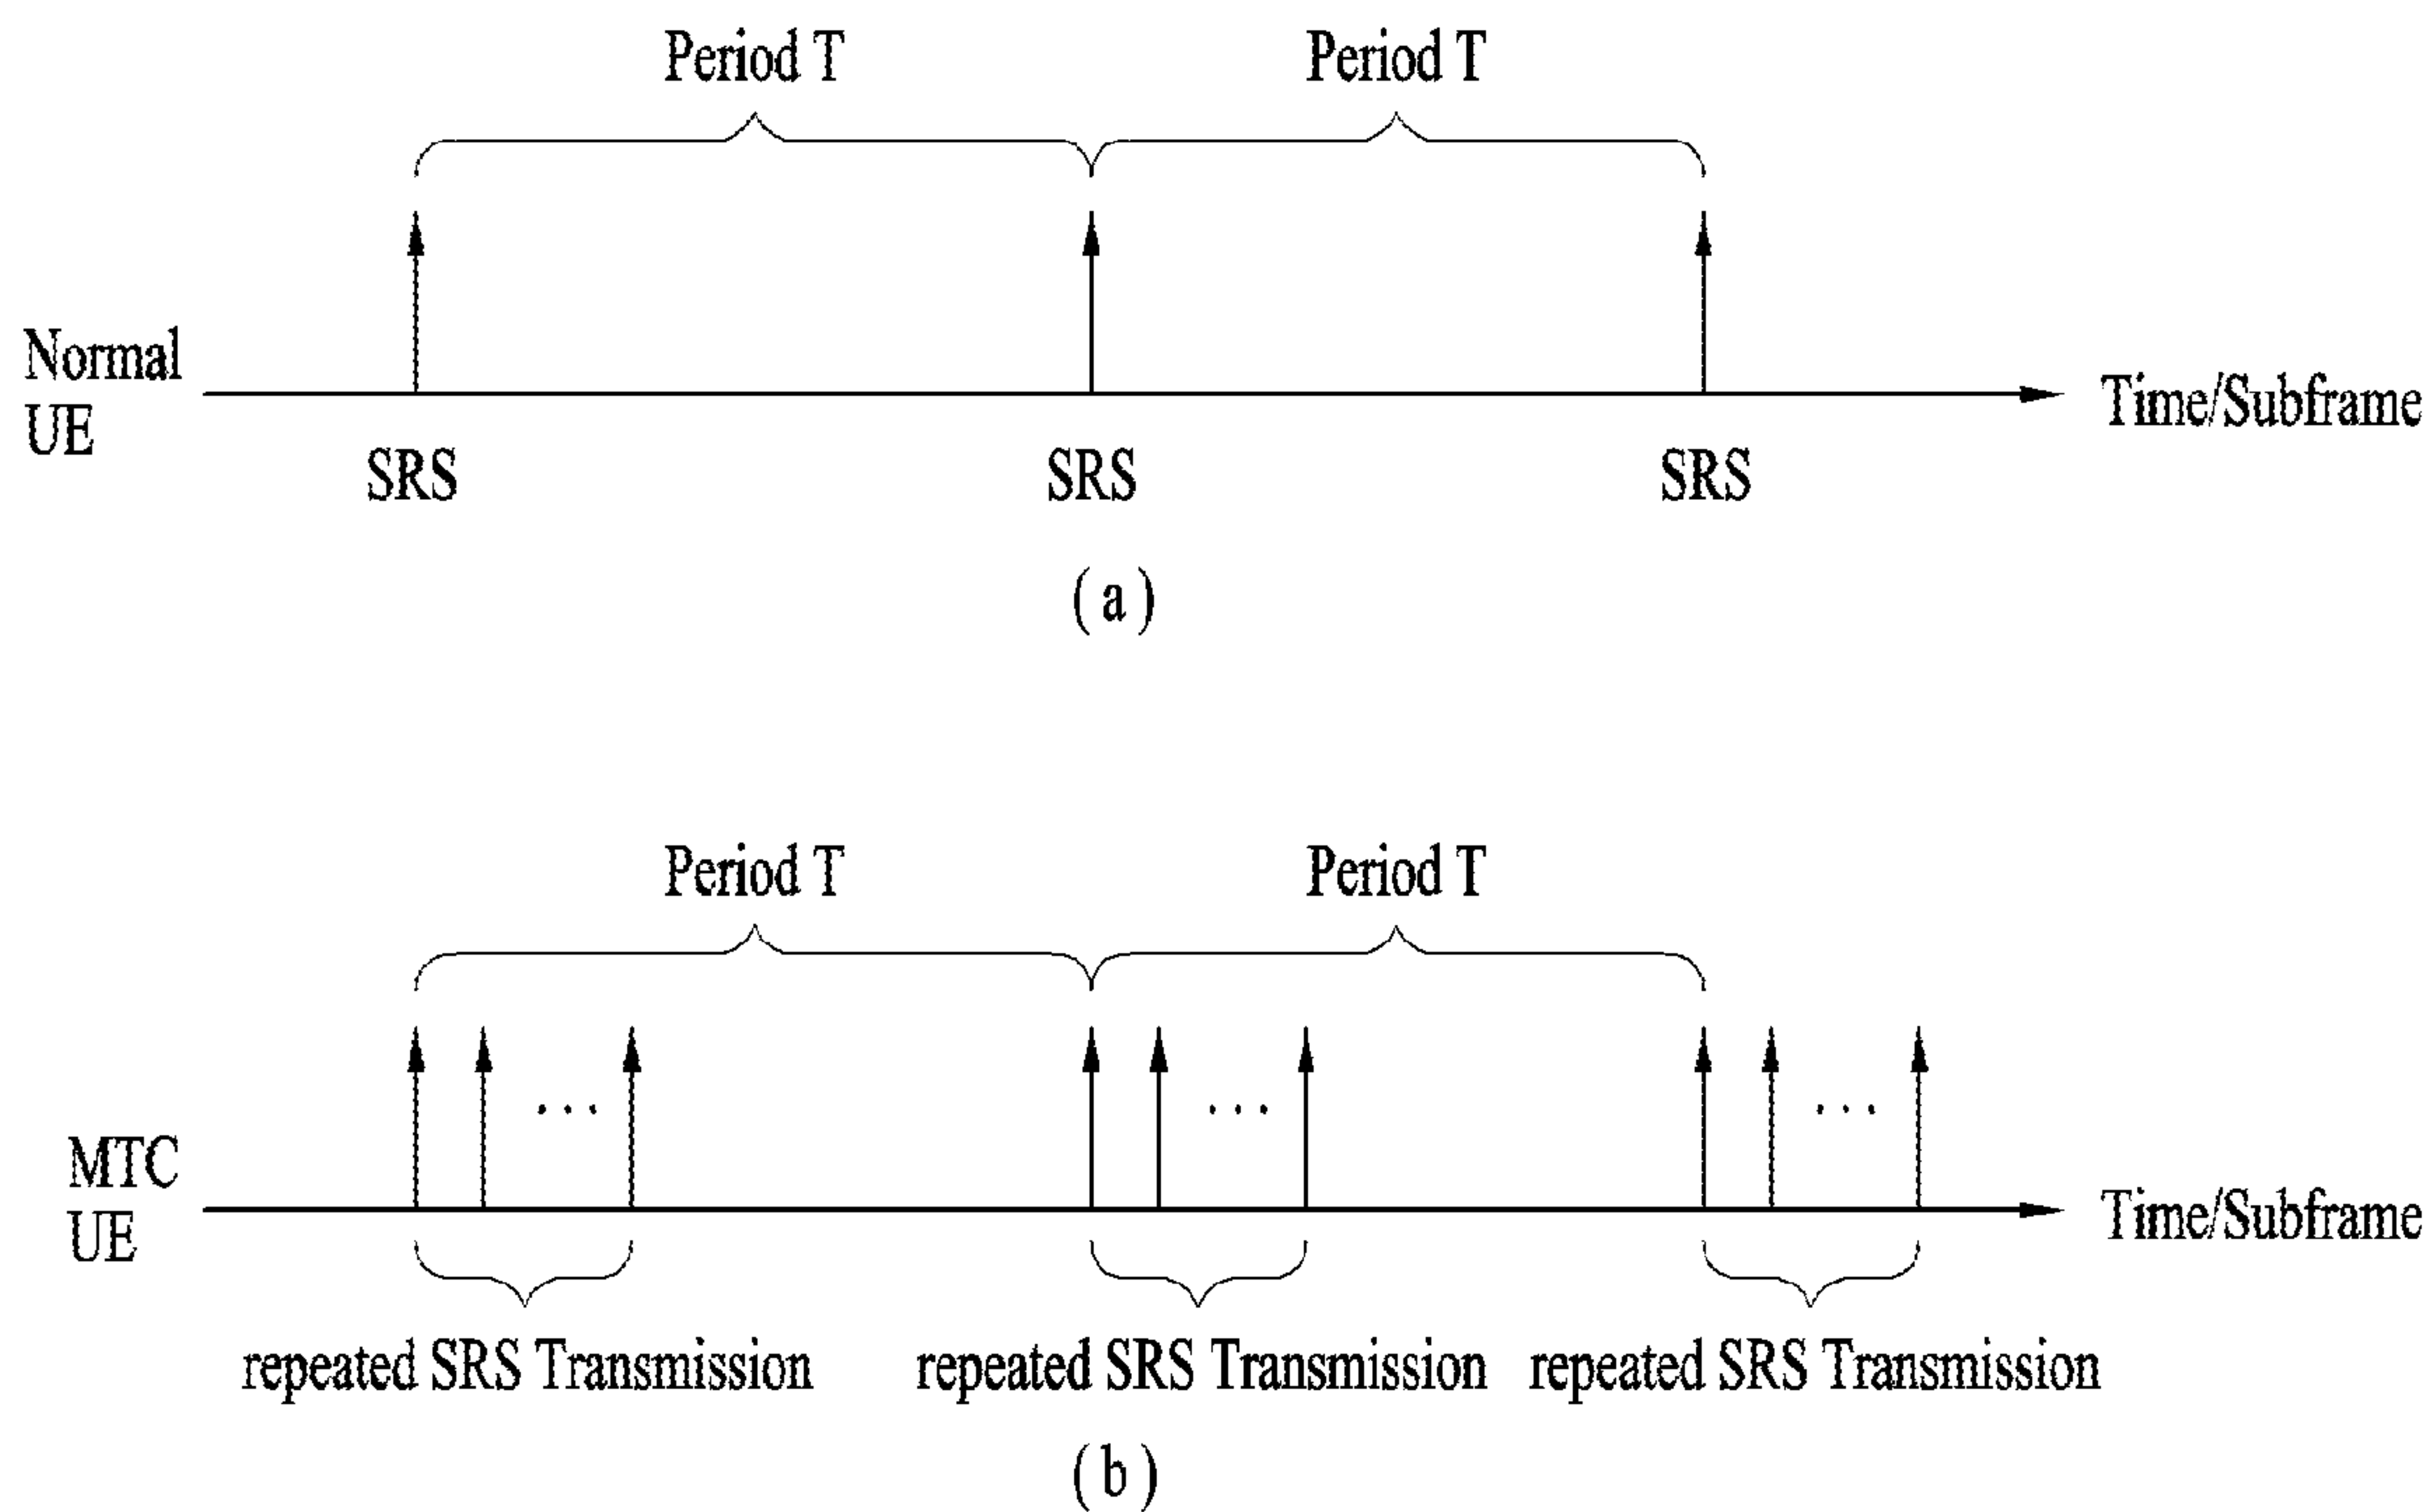 Period T
Period T
Normal
UE
Time/Subframe
SRS
SRS
SRS
( a )
Period T
Period T
...
...
...
MTC
UE
Time/Subframe
repeated SRS Transmission
repeated SRS Transmission
repeated SRS Transmission
( b )